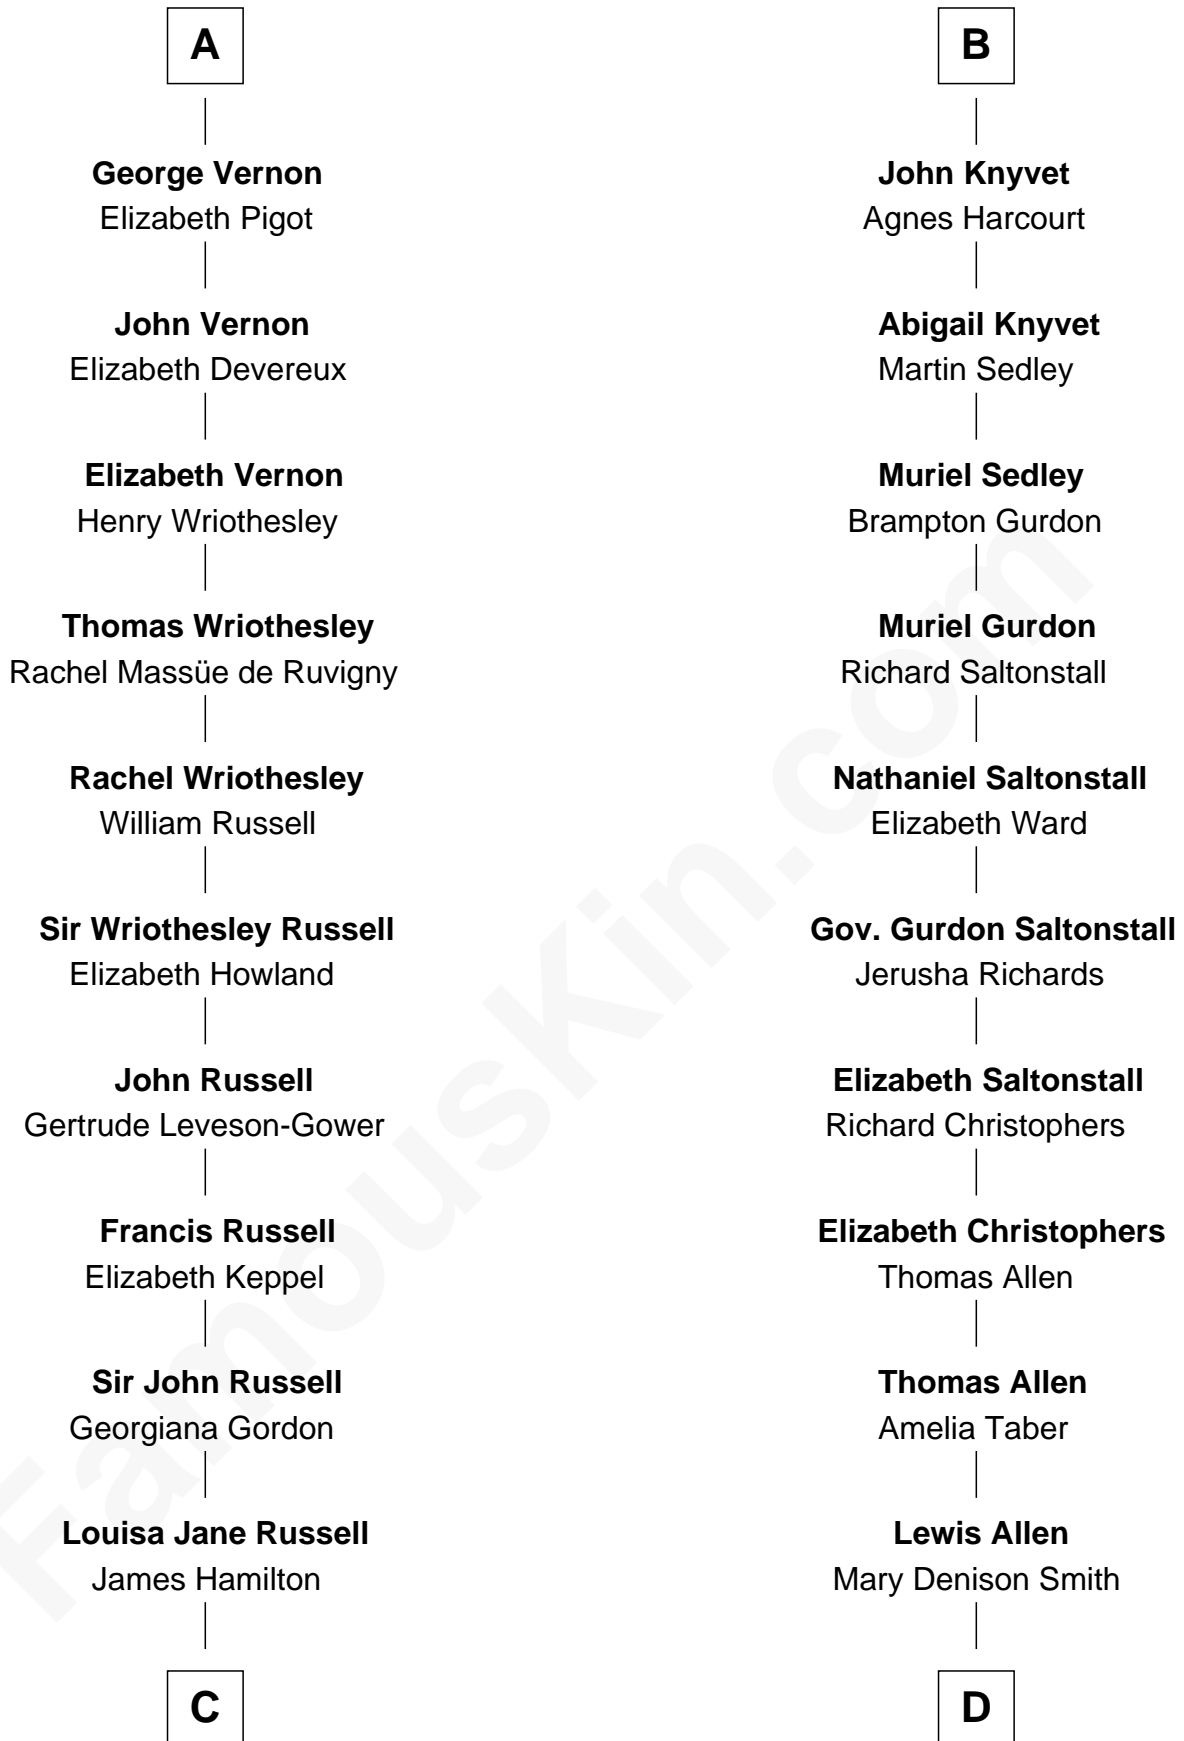 A
George Vernon
Elizabeth Pigot
John Vernon
Elizabeth Devereux
Elizabeth Vernon
Henry Wriothesley
Thomas Wriothesley
Rachel Massüe de Ruvigny
Rachel Wriothesley
William Russell
Sir Wriothesley Russell
Elizabeth Howland
John Russell
Gertrude Leveson-Gower
Francis Russell
Elizabeth Keppel
Sir John Russell
Georgiana Gordon
Louisa Jane Russell
James Hamilton
C
B
John Knyvet
Agnes Harcourt
Abigail Knyvet
Martin Sedley
Muriel Sedley
Brampton Gurdon
Muriel Gurdon
Richard Saltonstall
Nathaniel Saltonstall
Elizabeth Ward
Gov. Gurdon Saltonstall
Jerusha Richards
Elizabeth Saltonstall
Richard Christophers
Elizabeth Christophers
Thomas Allen
Thomas Allen
Amelia Taber
Lewis Allen
Mary Denison Smith
D
FamousKin.com